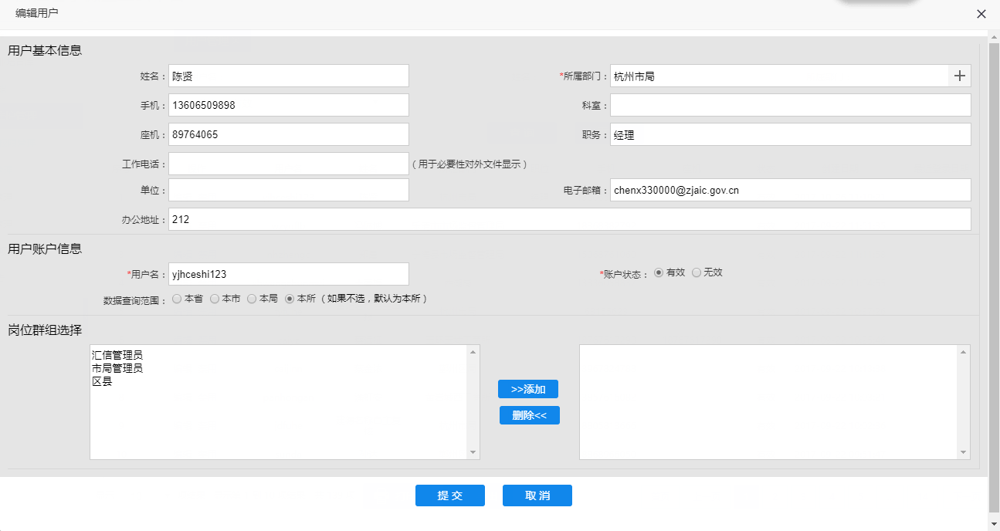 编辑用户
用户基本信息
姓名： 陈贤 *所属部门： 杭州市局
手机： 13606509898 科室：
座机： 89764065 职务： 经理
工作电话： （用于必要性对外文件显示）
单位： 电子邮箱： chenx330000@zjaic.gov.cn
办公地址： 212
用户账户信息
*用户名： yjhceshi123 *账户状态： 有效 无效
数据查询范围： 本省 本市 本局 本所（如果不选，默认为本所）
岗位群组选择
汇信管理员
市局管理员
区县
>>添加
删除<<
提 交 取 消